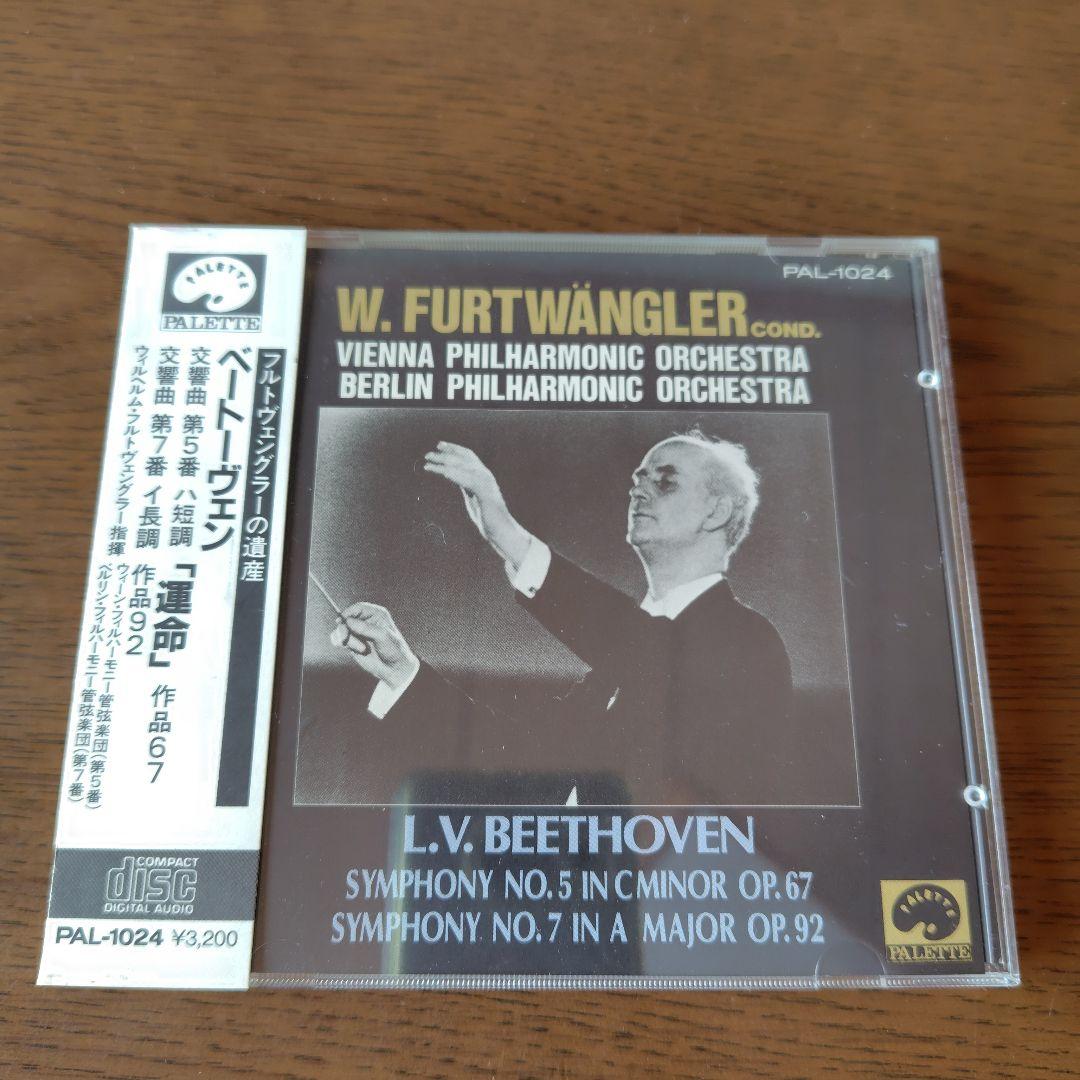 PALETTE
PALETTE
フルトヴェングラーの遺産
ベートーヴェン
交響曲 第5番 ハ短調 「運命」 作品67
交響曲 第7番 イ長調 作品92
ウィルヘルム・フルトヴェングラー指揮
ウィーン・フィルハーモニー管弦楽団(第5番)
ベルリン・フィルハーモニー管弦楽団(第7番)
COMPACT
disc
DIGITAL AUDIO
PAL-1024 ¥3,200
PAL-1024
W. FURTWÄNGLER COND.
VIENNA PHILHARMONIC ORCHESTRA
BERLIN PHILHARMONIC ORCHESTRA
L.V. BEETHOVEN
SYMPHONY NO. 5 IN C MINOR OP. 67
SYMPHONY NO. 7 IN A MAJOR OP. 92
PALETTE
PALETTE